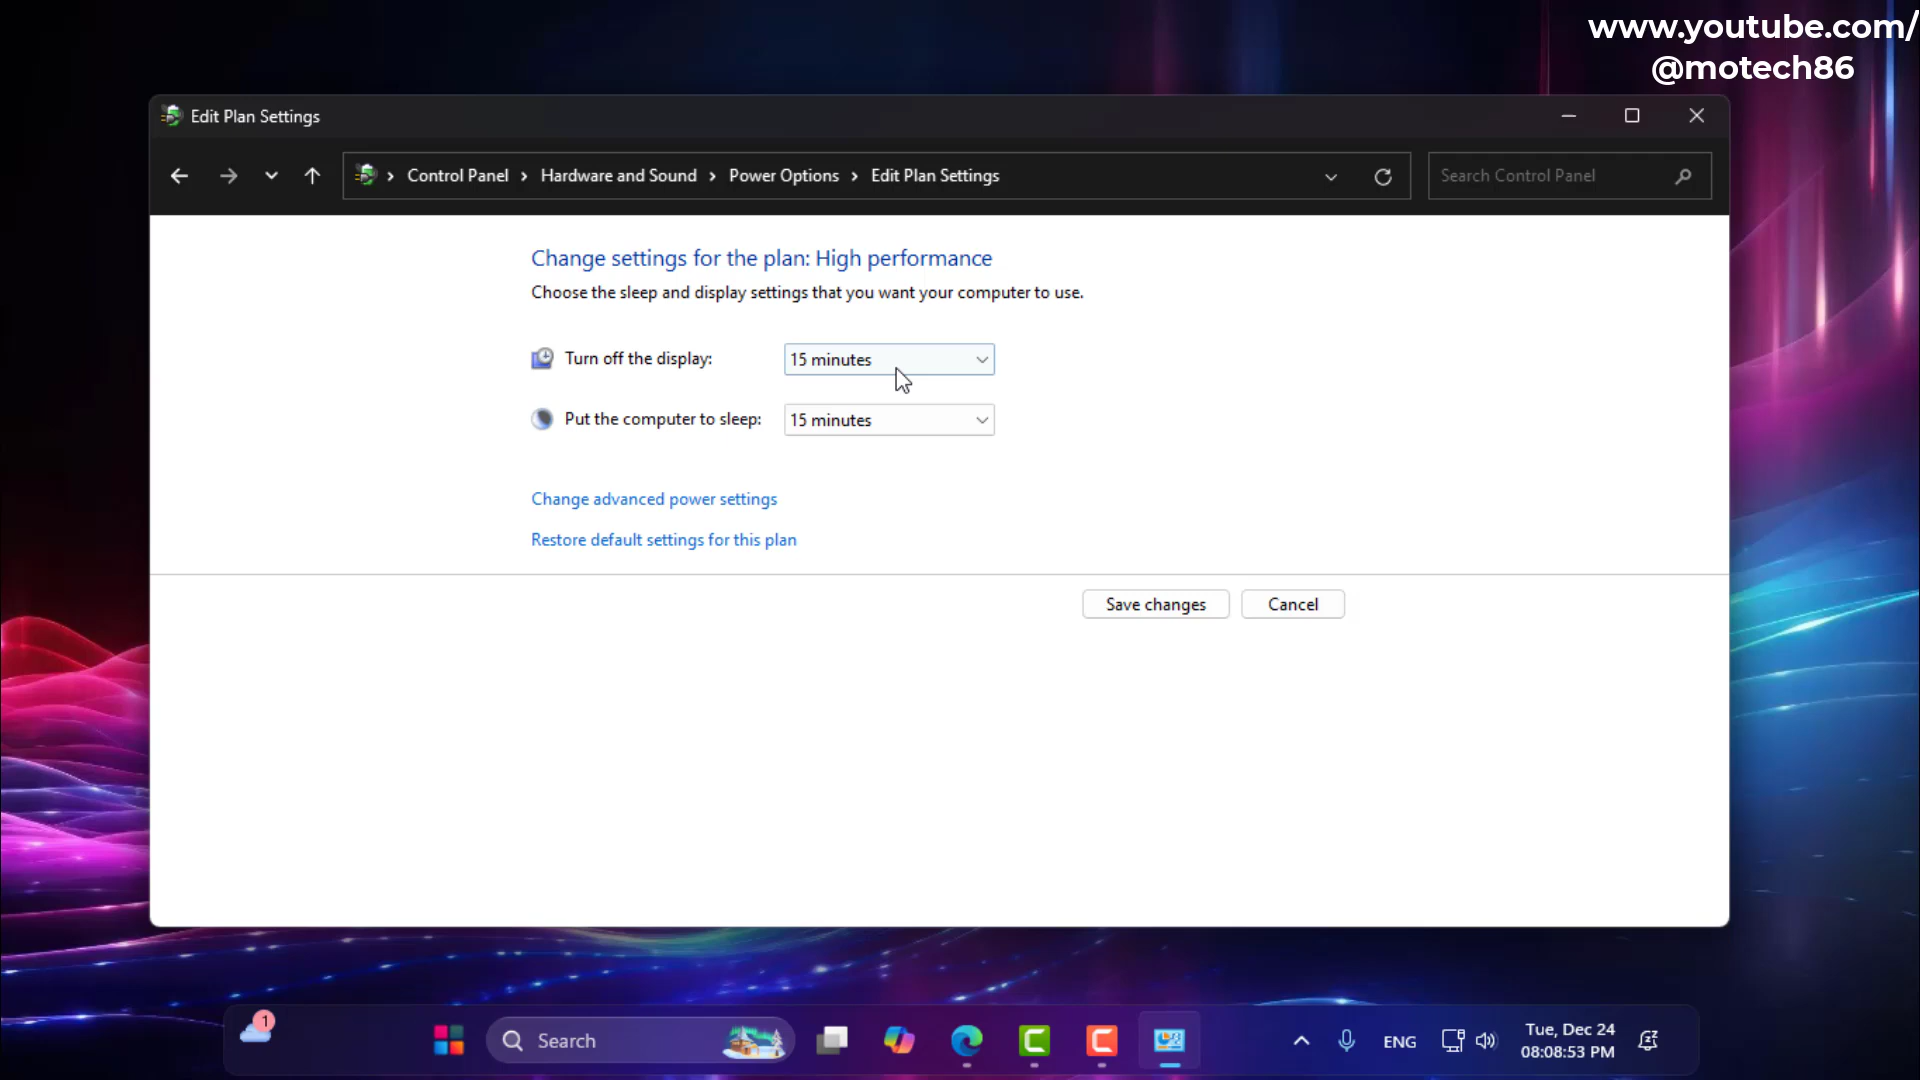 www.youtube.com/
@motech86
Edit Plan Settings
Control Panel
Hardware and Sound
Power Options
Edit Plan Settings
Search Control Panel
Change settings for the plan: High performance
Choose the sleep and display settings that you want your computer to use.
Turn off the display:
15 minutes
Put the computer to sleep:
15 minutes
Change advanced power settings
Restore default settings for this plan
Save changes
Cancel
1
Search
ENG
Tue, Dec 24
08:08:53 PM